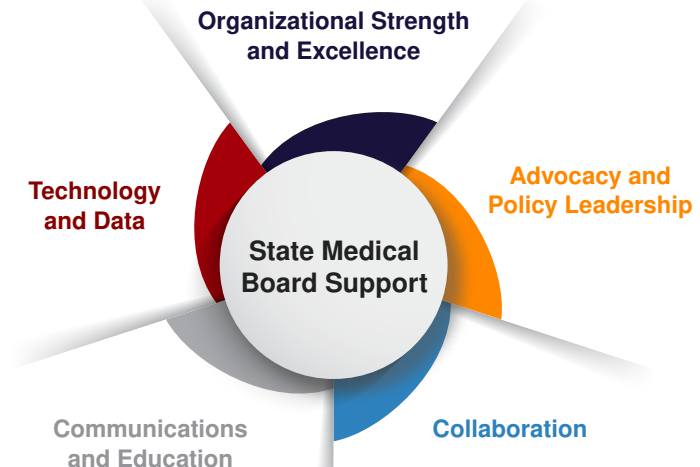 Organizational Strength
and Excellence
Advocacy and
Policy Leadership
Technology
and Data
State Medical
Board Support
Communications
and Education
Collaboration